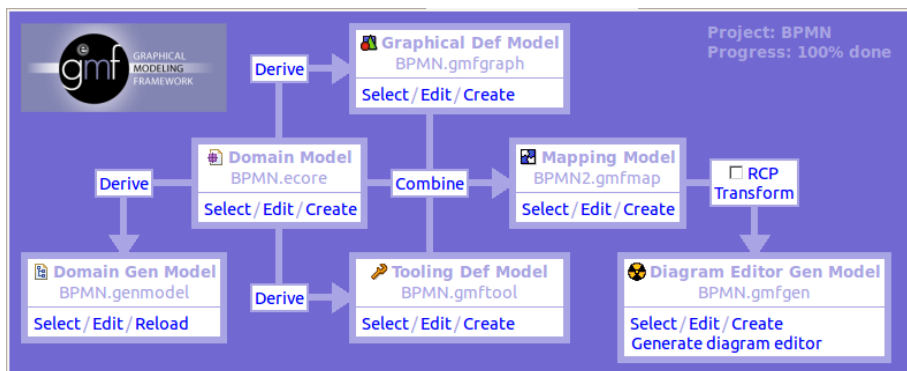 e
gmf
GRAPHICAL
MODELING
FRAMEWORK
Project: BPMN
Progress: 100% done
Graphical Def Model
BPMN.gmfgraph
Select / Edit / Create
Derive
Domain Model
BPMN.ecore
Select / Edit / Create
Derive
Combine
Mapping Model
BPMN2.gmfmap
Select / Edit / Create
RCP
Transform
Domain Gen Model
BPMN.genmodel
Select / Edit / Reload
Derive
Tooling Def Model
BPMN.gmftool
Select / Edit / Create
Diagram Editor Gen Model
BPMN.gmfgen
Select / Edit / Create
Generate diagram editor